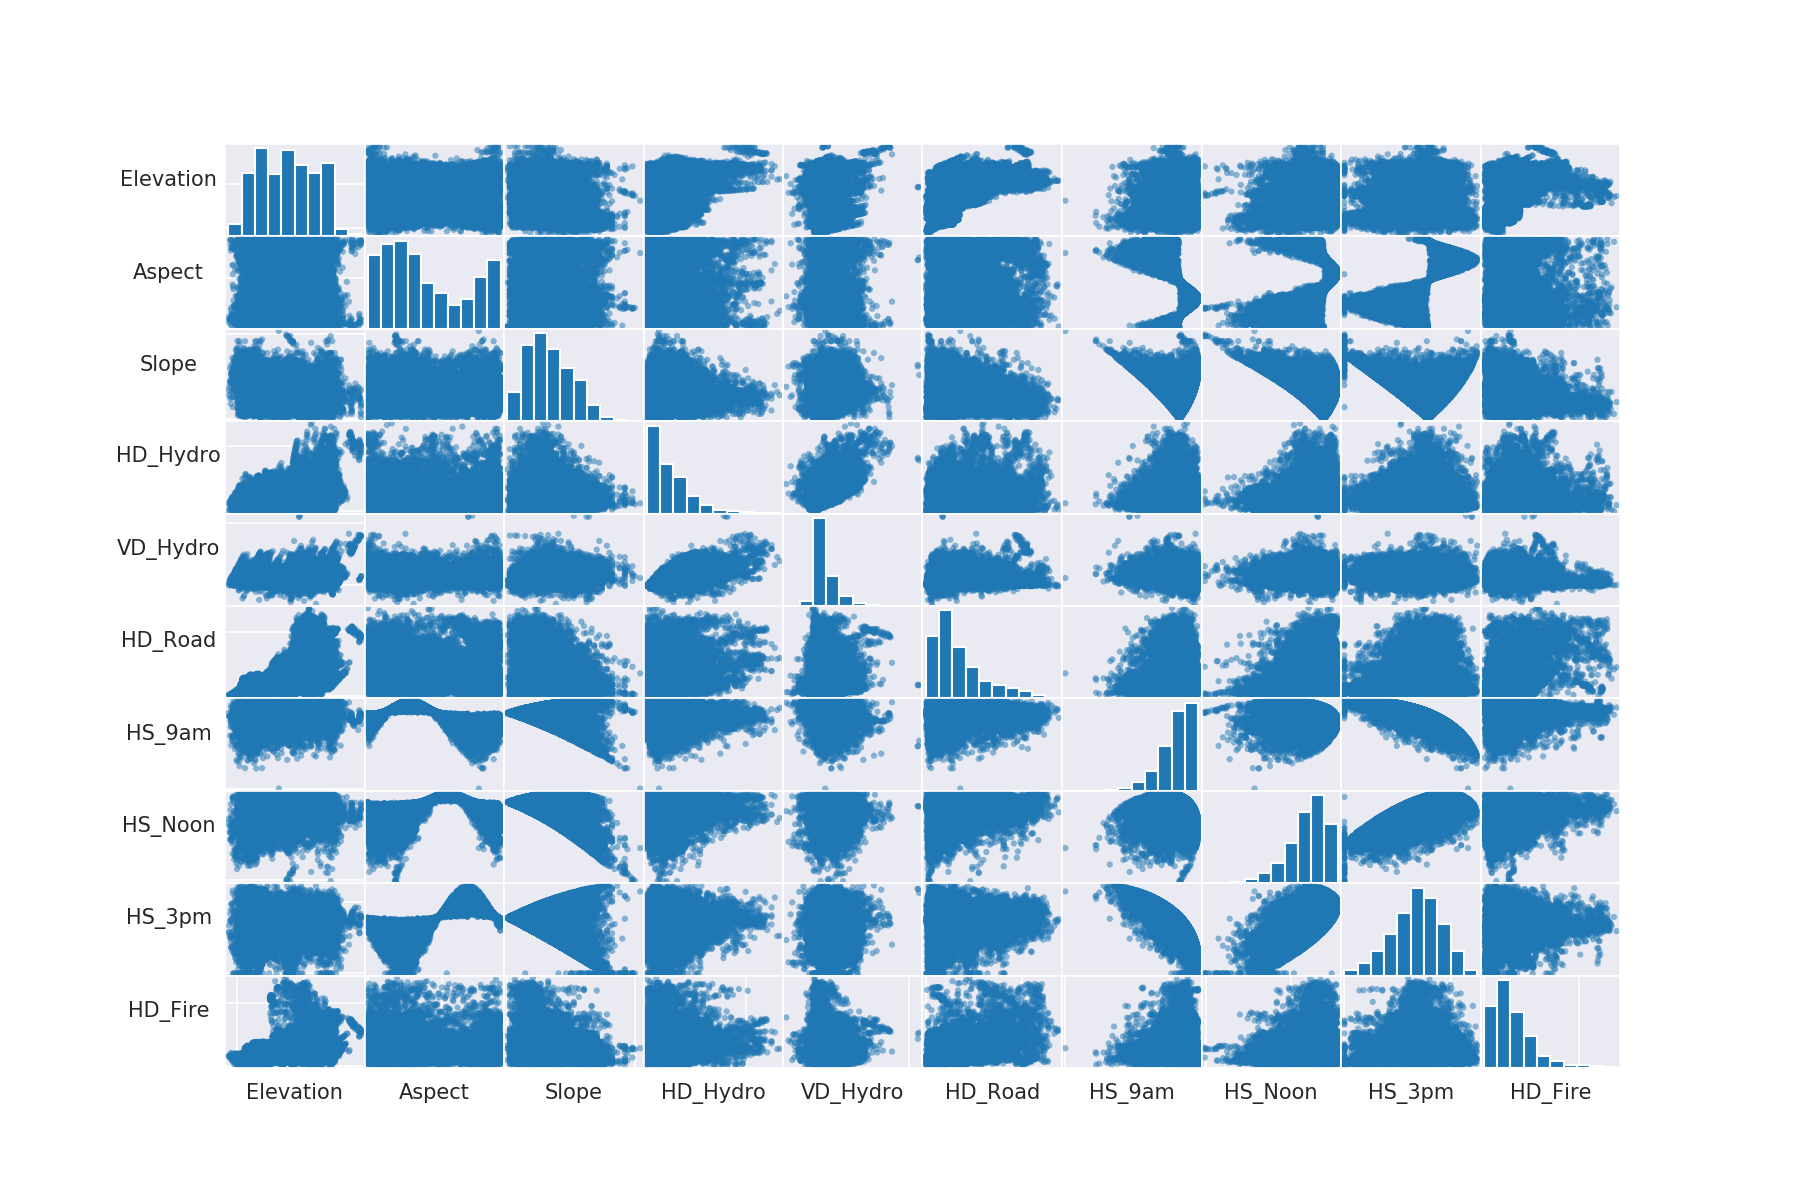 Elevation
Aspect
Slope
HD_Hydro
VD_Hydro
HD_Road
HS_9am
HS_Noon
HS_3pm
HD_Fire
Elevation Aspect Slope HD_Hydro VD_Hydro HD_Road HS_9am HS_Noon HS_3pm HD_Fire